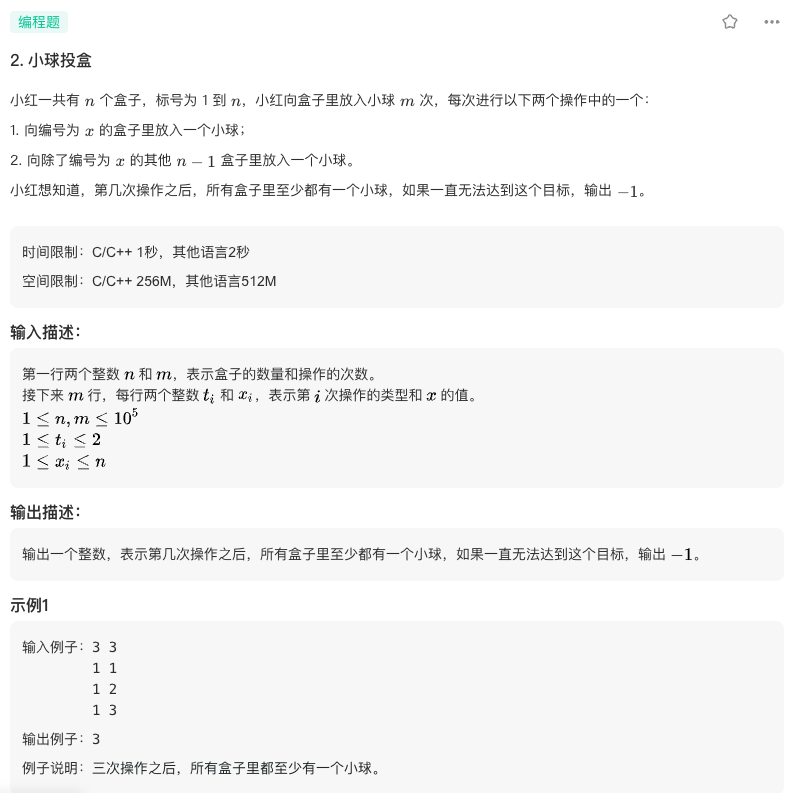 编程题
2. 小球投盒
小红一共有 n 个盒子，标号为 1 到 n，小红向盒子里放入小球 m 次，每次进行以下两个操作中的一个：
1. 向编号为 x 的盒子里放入一个小球；
2. 向除了编号为 x 的其他 n − 1 盒子里放入一个小球。
小红想知道，第几次操作之后，所有盒子里至少都有一个小球，如果一直无法达到这个目标，输出 −1。
时间限制：C/C++ 1秒，其他语言2秒
空间限制：C/C++ 256M，其他语言512M
输入描述：
第一行两个整数 n 和 m，表示盒子的数量和操作的次数。
接下来 m 行，每行两个整数 tᵢ 和 xᵢ，表示第 i 次操作的类型和 x 的值。
1 ≤ n, m ≤ 10⁵
1 ≤ tᵢ ≤ 2
1 ≤ xᵢ ≤ n
输出描述：
输出一个整数，表示第几次操作之后，所有盒子里至少都有一个小球，如果一直无法达到这个目标，输出 −1。
示例1
输入例子：3 3
1 1
1 2
1 3
输出例子：3
例子说明：三次操作之后，所有盒子里都至少有一个小球。